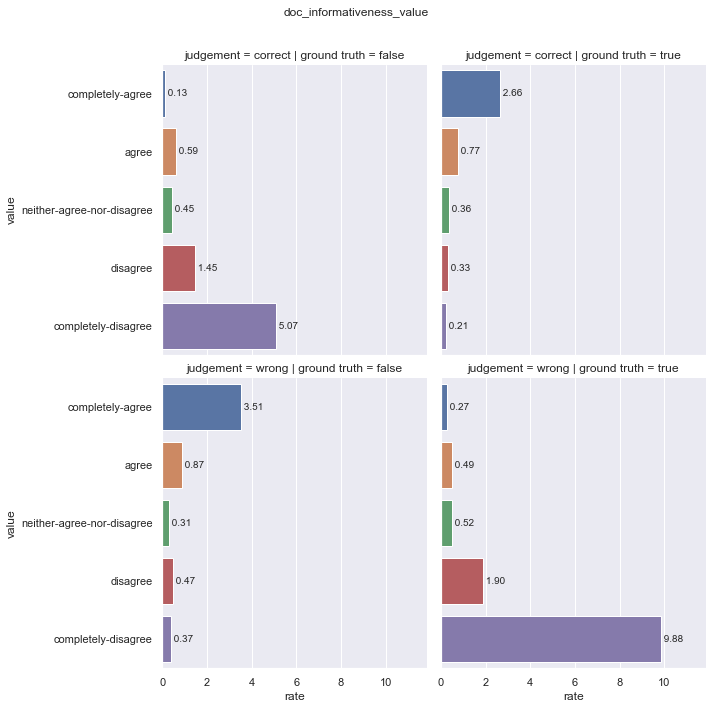 doc_informativeness_value
judgement = correct | ground truth = false
judgement = correct | ground truth = true
completely-agree
0.13
2.66
agree
0.59
0.77
neither-agree-nor-disagree
0.45
0.36
disagree
1.45
0.33
completely-disagree
5.07
0.21
value
judgement = wrong | ground truth = false
judgement = wrong | ground truth = true
completely-agree
3.51
0.27
agree
0.87
0.49
neither-agree-nor-disagree
0.31
0.52
disagree
0.47
1.90
completely-disagree
0.37
9.88
value
0 2 4 6 8 10
0 2 4 6 8 10
rate
rate